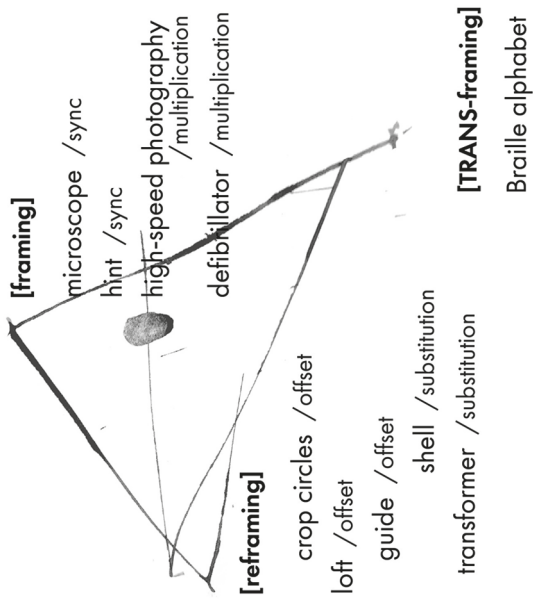 [framing]
microscope /sync
hint /sync
high-speed photography
/multiplication
defibrillator /multiplication
[reframing]
crop circles /offset
loft /offset
guide /offset
shell /substitution
transformer /substitution
[TRANS-framing]
Braille alphabet